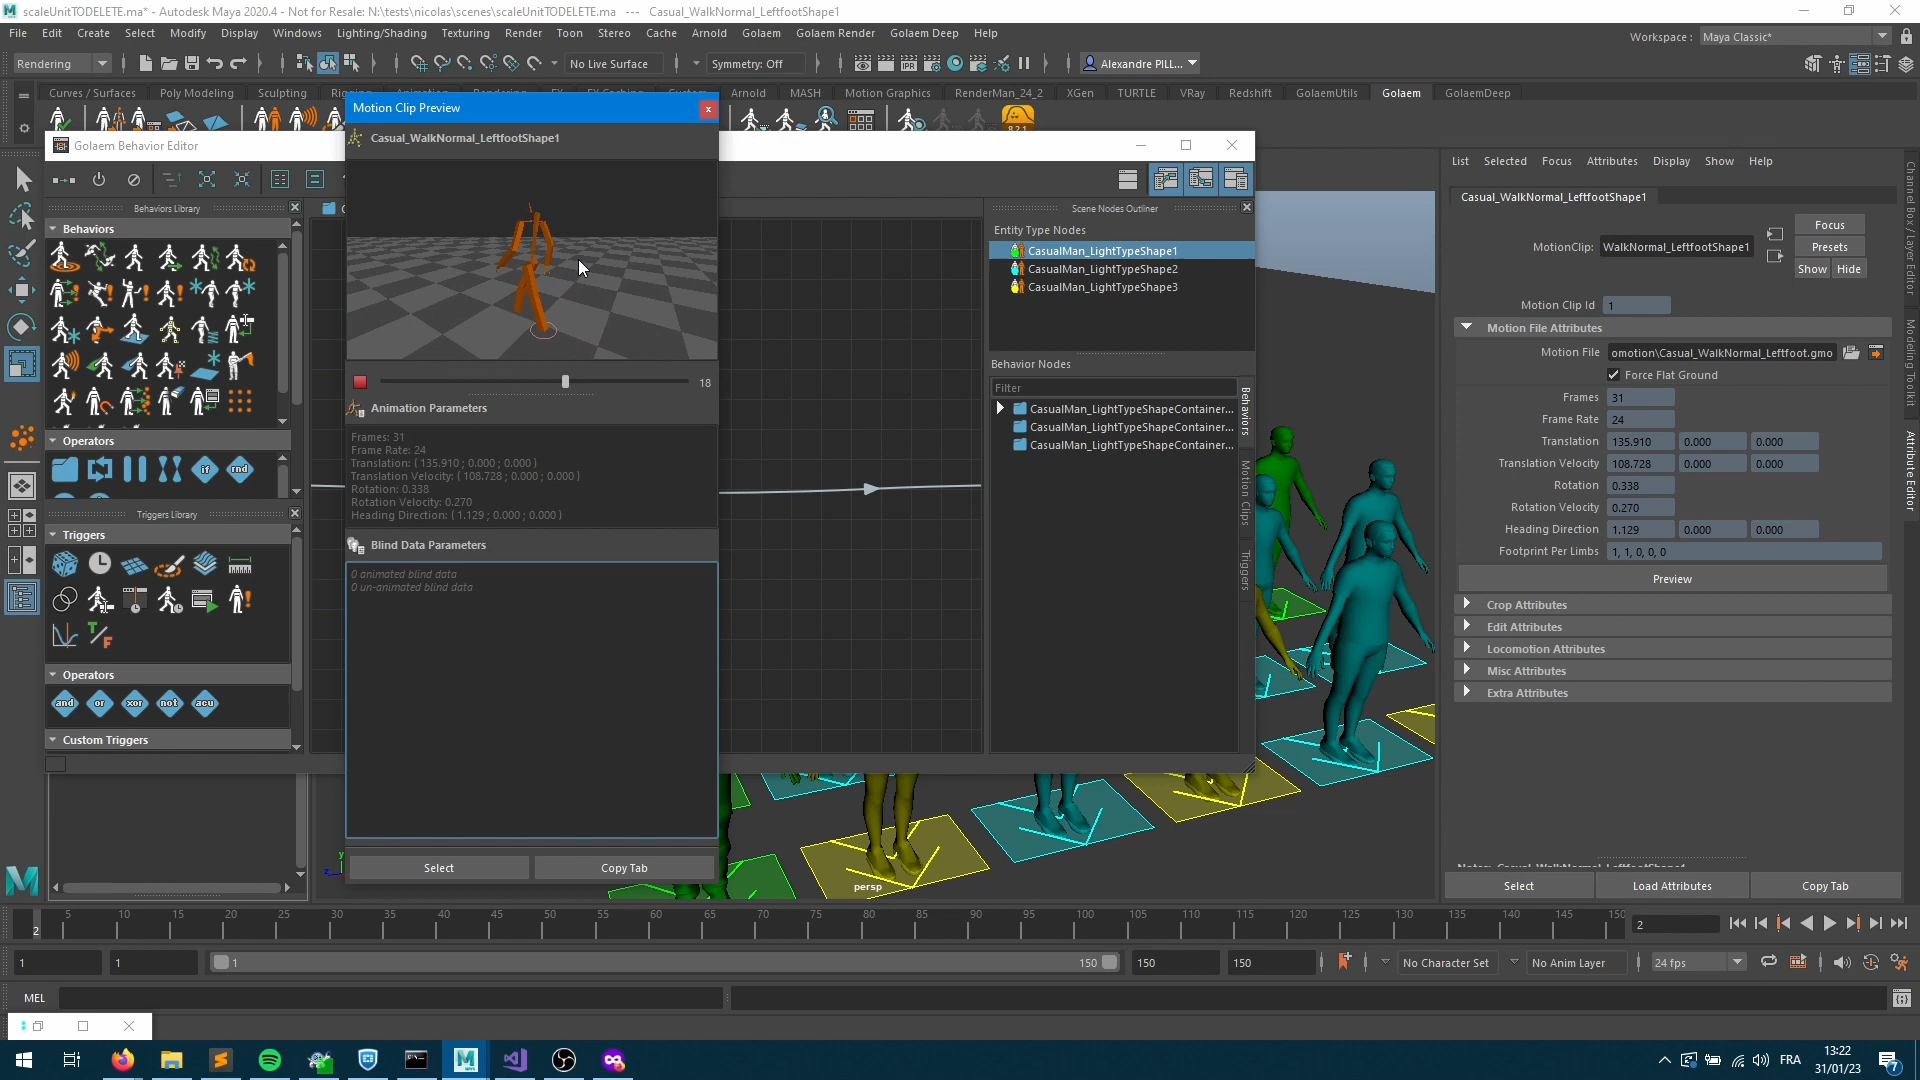 scaleUnitTODELETE.ma* - Autodesk Maya 2020.4 - Not for Resale: N:\tests\nicolas\scenes\scaleUnitTODELETE.ma --- Casual_WalkNormal_LeftfootShape1
File Edit Create Select Modify Display Windows Lighting/Shading Texturing Render Toon Stereo Cache Arnold Golaem Golaem Render Golaem Deep Help
Workspace : Maya Classic*
Rendering No Live Surface Symmetry: Off Alexandre PILL...
Curves / Surfaces Poly Modeling Sculpting Arnold MASH Motion Graphics RenderMan_24_2 XGen TURTLE VRay Redshift GolaemUtils Golaem GolaemDeep
Motion Clip Preview
Casual_WalkNormal_LeftfootShape1
Golaem Behavior Editor
List Selected Focus Attributes Display Show Help
Behaviors Library
Behaviors
Operators
if rnd
Triggers Library
Triggers
T/F
Operators
and or xor not acu
Custom Triggers
18
Animation Parameters
Frames: 31
Frame Rate: 24
Translation: ( 135.910 ; 0.000 ; 0.000 )
Translation Velocity: ( 108.728 ; 0.000 ; 0.000 )
Rotation: 0.338
Rotation Velocity: 0.270
Heading Direction: ( 1.129 ; 0.000 ; 0.000 )
Blind Data Parameters
0 animated blind data
0 un-animated blind data
Select Copy Tab
Scene Nodes Outliner
Entity Type Nodes
CasualMan_LightTypeShape1
CasualMan_LightTypeShape2
CasualMan_LightTypeShape3
Behavior Nodes
Filter
CasualMan_LightTypeShapeContainer...
CasualMan_LightTypeShapeContainer...
CasualMan_LightTypeShapeContainer...
Behaviors
Motion Clips
Triggers
persp
Casual_WalkNormal_LeftfootShape1
Focus
MotionClip: WalkNormal_LeftfootShape1 Presets
Show Hide
Motion Clip Id 1
Motion File Attributes
Motion File omotion\Casual_WalkNormal_Leftfoot.gmo
Force Flat Ground
Frames 31
Frame Rate 24
Translation 135.910 0.000 0.000
Translation Velocity 108.728 0.000 0.000
Rotation 0.338
Rotation Velocity 0.270
Heading Direction 1.129 0.000 0.000
Footprint Per Limbs 1, 1, 0, 0, 0
Preview
Crop Attributes
Edit Attributes
Locomotion Attributes
Misc Attributes
Extra Attributes
Select Load Attributes Copy Tab
Channel Box / Layer Editor
Modeling Toolkit
Attribute Editor
5 10 15 20 25 30 35 40 45 50 55 60 65 70 75 80 85 90 95 100 105 110 115 120 125 130 135 140 145 150
2 2
1 1 1 150 150 150 No Character Set No Anim Layer 24 fps
MEL
FRA
13:22
31/01/23
7